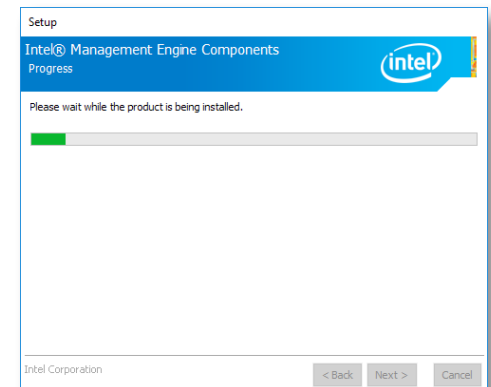 Setup
Intel® Management Engine Components
Progress
intel
Please wait while the product is being installed.
Intel Corporation
< Back Next > Cancel